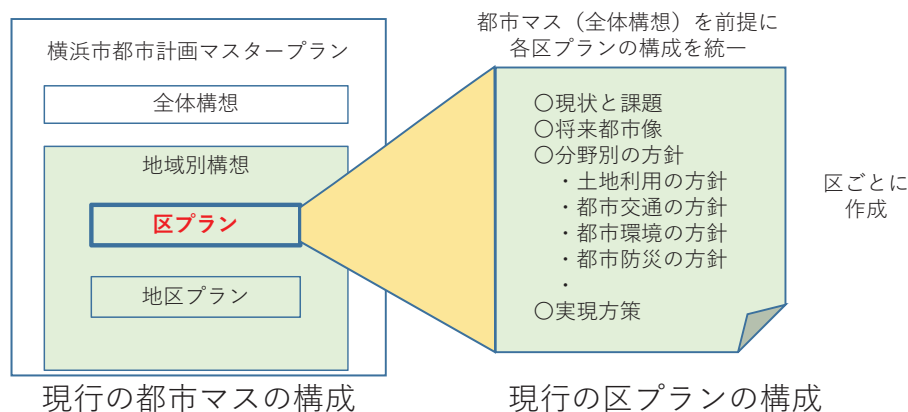 横浜市都市計画マスタープラン
全体構想
地域別構想
区プラン
地区プラン
現行の都市マスの構成
都市マス（全体構想）を前提に
各区プランの構成を統一
〇現状と課題
〇将来都市像
〇分野別の方針
・土地利用の方針
・都市交通の方針
・都市環境の方針
・都市防災の方針
・
〇実現方策
区ごとに
作成
現行の区プランの構成